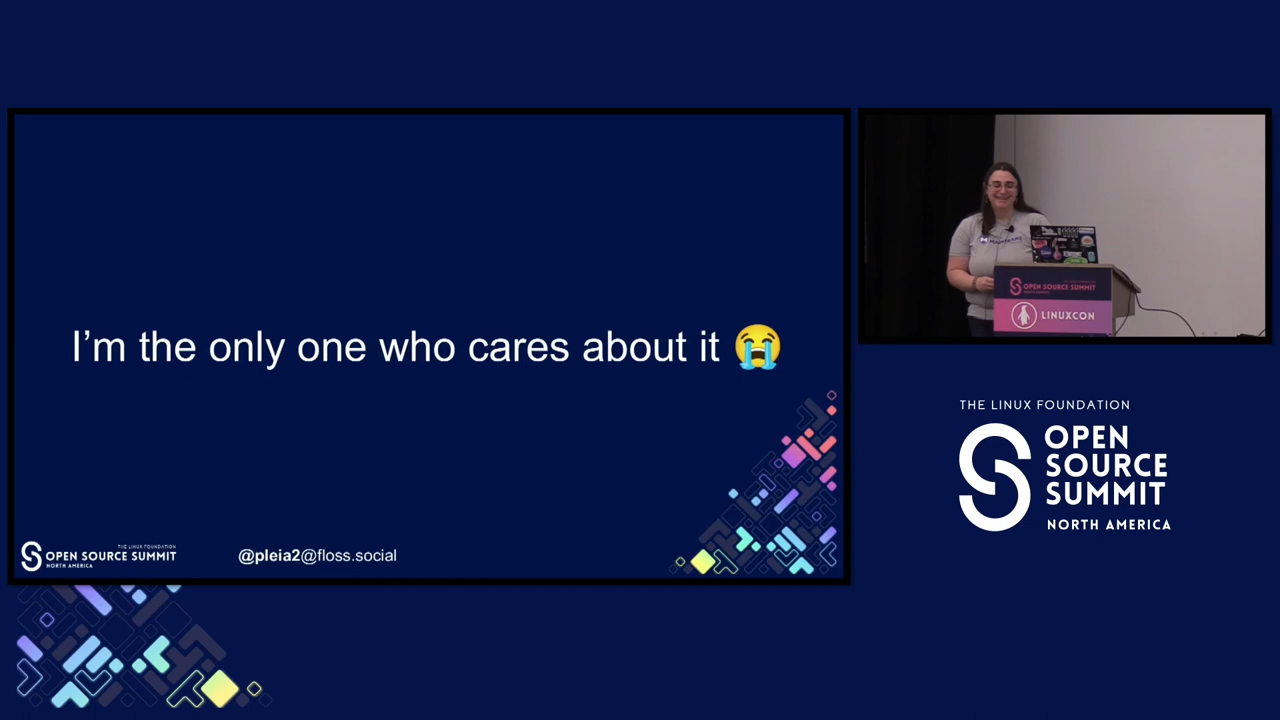 I'm the only one who cares about it 😭
THE LINUX FOUNDATION
OPEN SOURCE SUMMIT
NORTH AMERICA
@pleia2@floss.social
OPEN SOURCE SUMMIT
LINUXCON
THE LINUX FOUNDATION
OPEN
SOURCE
SUMMIT
NORTH AMERICA